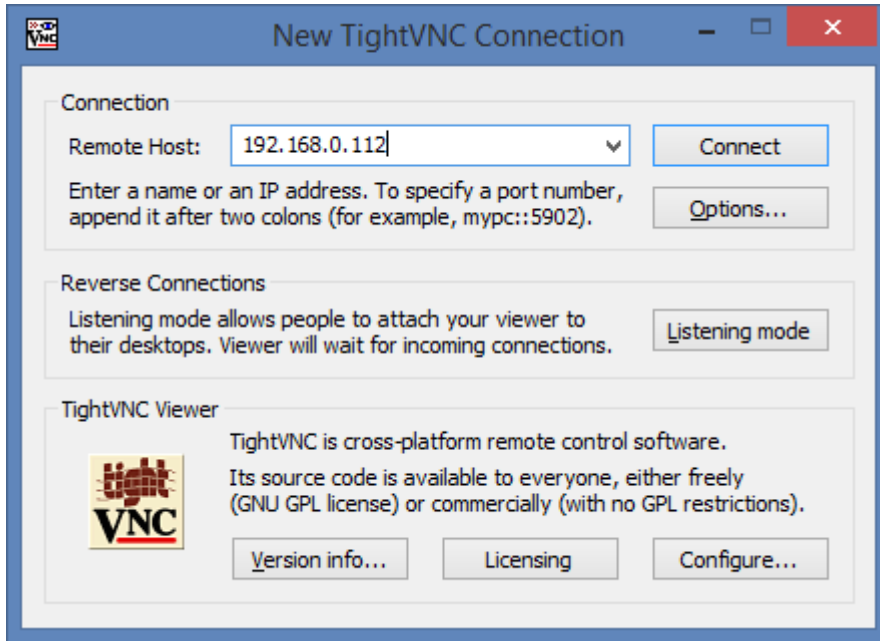 VNC
New TightVNC Connection
Connection
Remote Host: 192.168.0.112 Connect
Enter a name or an IP address. To specify a port number,
append it after two colons (for example, mypc::5902).
Options...
Reverse Connections
Listening mode allows people to attach your viewer to
their desktops. Viewer will wait for incoming connections.
Listening mode
TightVNC Viewer
tight
VNC
TightVNC is cross-platform remote control software.
Its source code is available to everyone, either freely
(GNU GPL license) or commercially (with no GPL restrictions).
Version info... Licensing Configure...